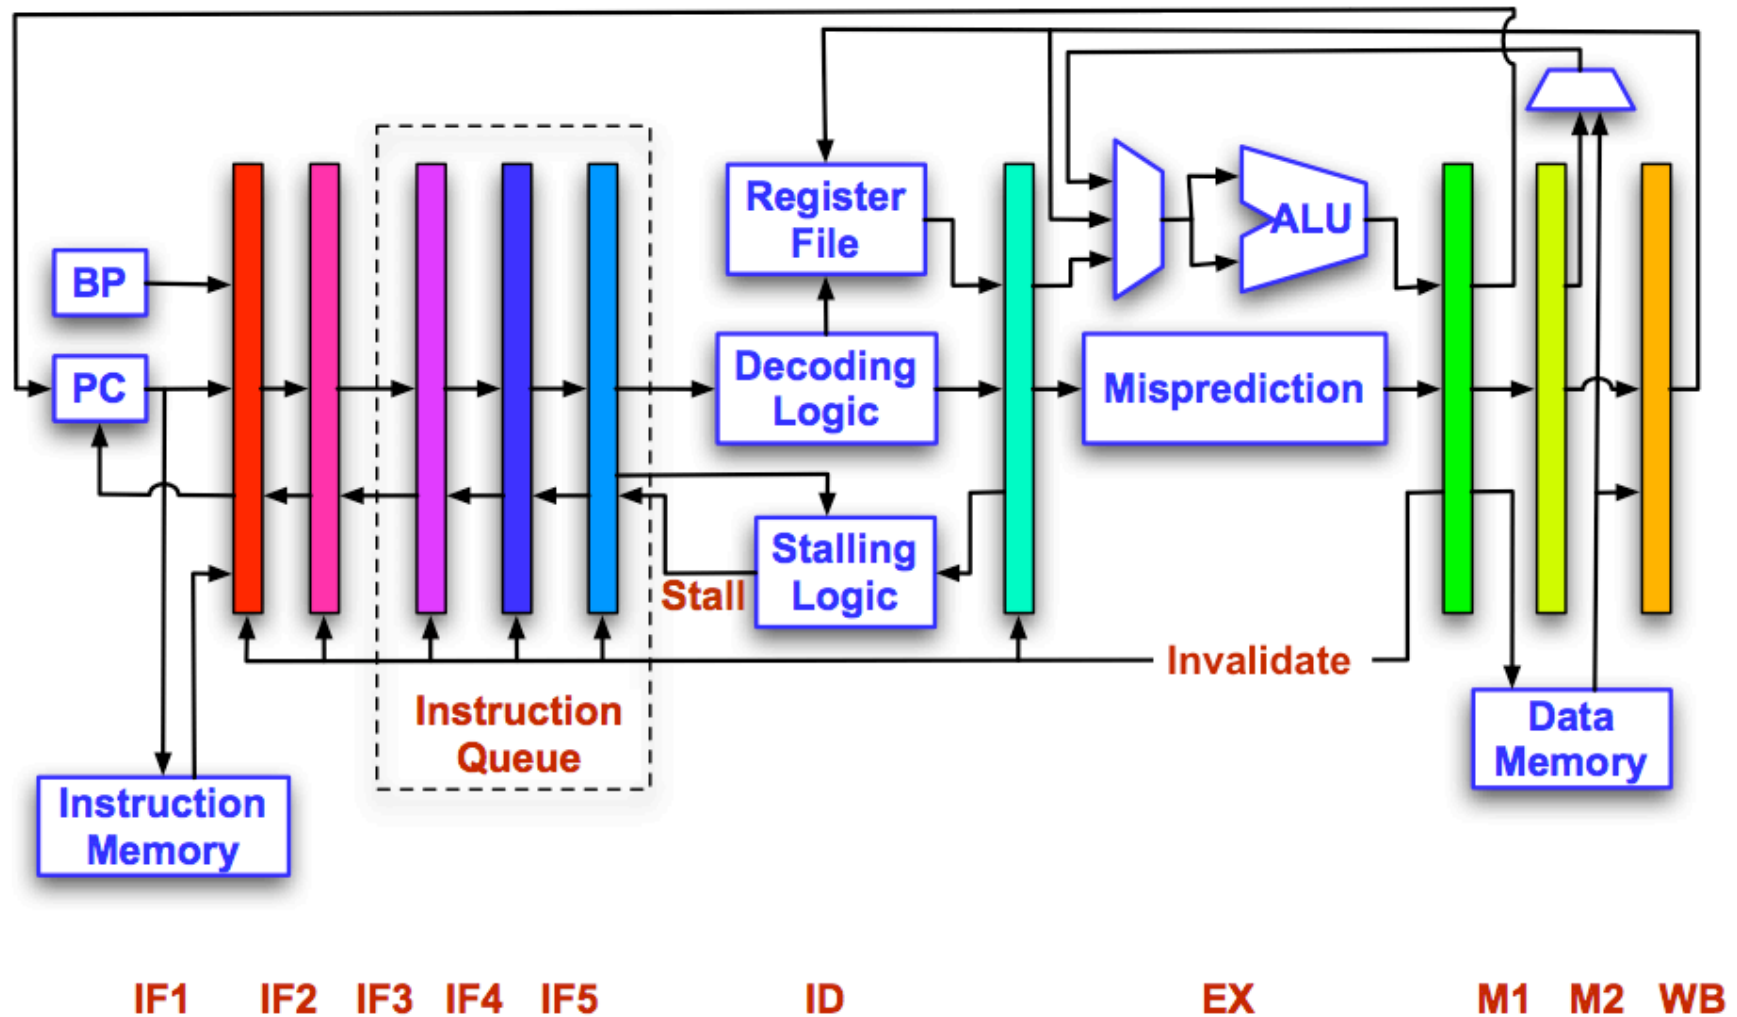 BP
PC
Register
File
ALU
Decoding
Logic
Misprediction
Stalling
Logic
Stall
Invalidate
Instruction
Queue
Data
Memory
Instruction
Memory
IF1 IF2 IF3 IF4 IF5 ID EX M1 M2 WB